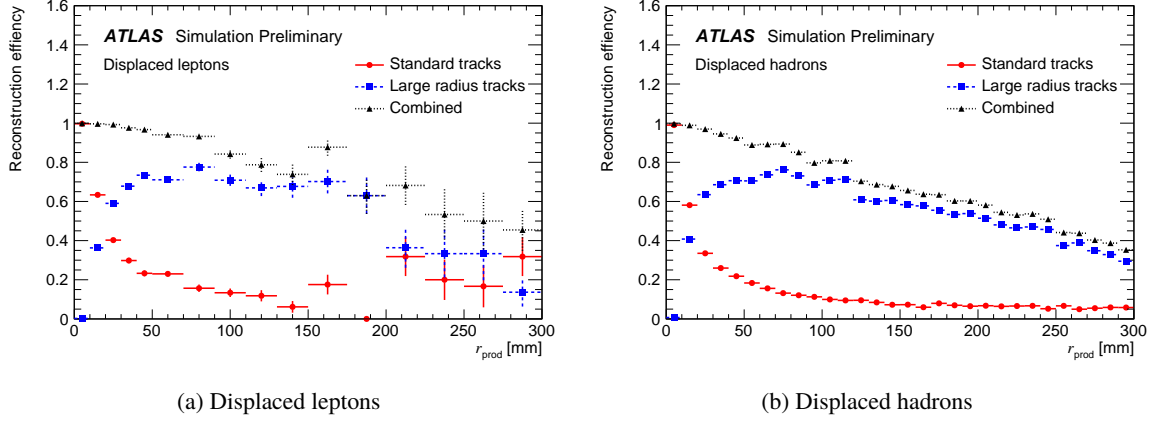 Reconstruction effiency
1.6
1.4
1.2
1
0.8
0.6
0.4
0.2
0
ATLAS Simulation Preliminary
Displaced leptons
Standard tracks
Large radius tracks
Combined
0 50 100 150 200 250 300
r_prod [mm]
(a) Displaced leptons
Reconstruction effiency
1.6
1.4
1.2
1
0.8
0.6
0.4
0.2
0
ATLAS Simulation Preliminary
Displaced hadrons
Standard tracks
Large radius tracks
Combined
0 50 100 150 200 250 300
r_prod [mm]
(b) Displaced hadrons